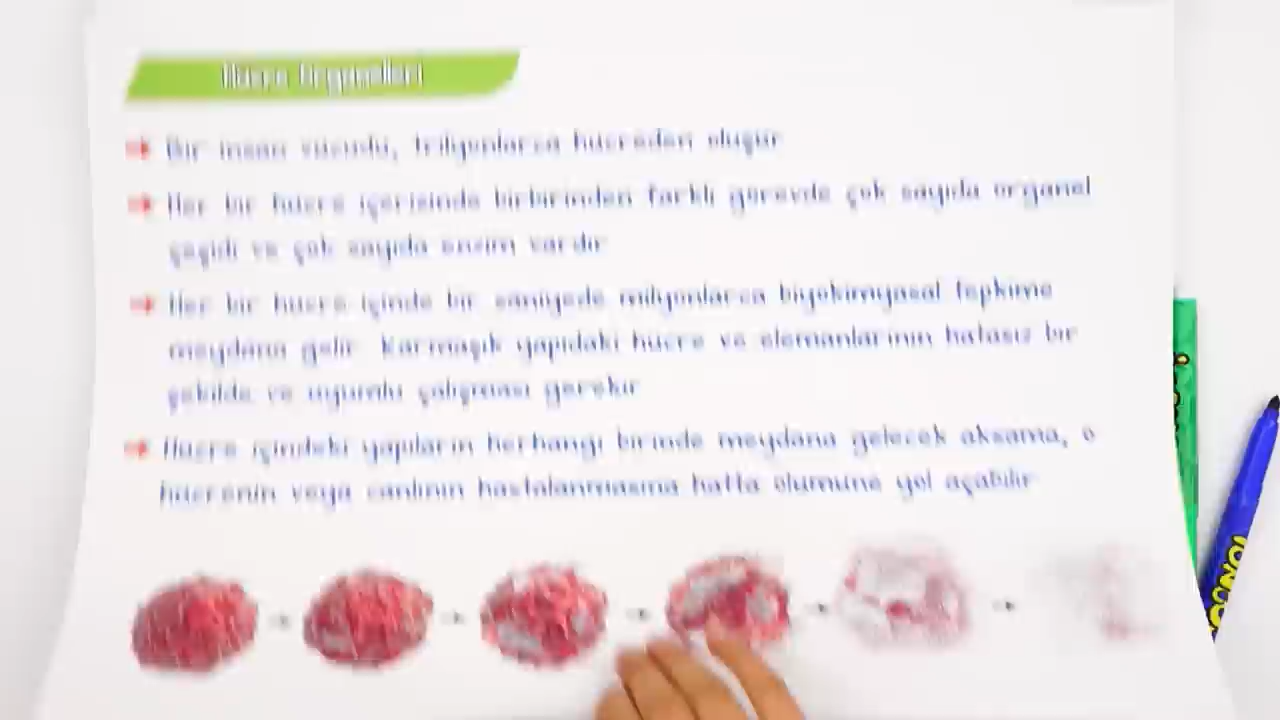 Hücre Organelleri
Bir insan vücudu, trilyonlarca hücreden oluşur
Her bir hücre içerisinde birbirinden farklı görevde çok sayıda organel
çeşidi ve çok sayıda enzim vardır
Her bir hücre içinde bir saniyede milyonlarca biyokimyasal tepkime
meydana gelir. Karmaşık yapıdaki hücre ve elemanlarının hatasız bir
şekilde ve uyumlu çalışması gerekir
Hücre içindeki yapıların herhangi birinde meydana gelecek aksama, o
hücrenin veya canlının hastalanmasına hatta ölümüne yol açabilir